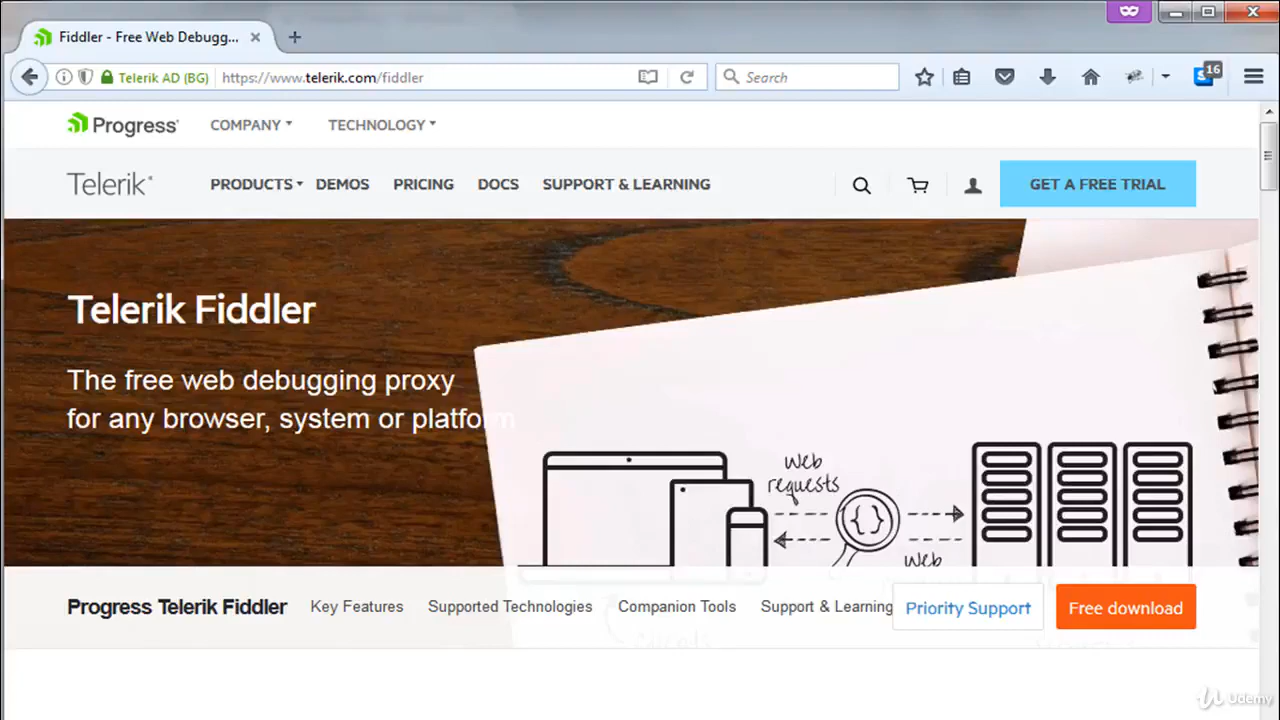 Fiddler - Free Web Debugg...
16
Telerik AD (BG) https://www.telerik.com/fiddler Search
Progress COMPANY TECHNOLOGY
Telerik PRODUCTS DEMOS PRICING DOCS SUPPORT & LEARNING GET A FREE TRIAL
Telerik Fiddler
The free web debugging proxy
for any browser, system or platform
web
requests
{}
web
Progress Telerik Fiddler Key Features Supported Technologies Companion Tools Support & Learning Priority Support Free download
Udemy